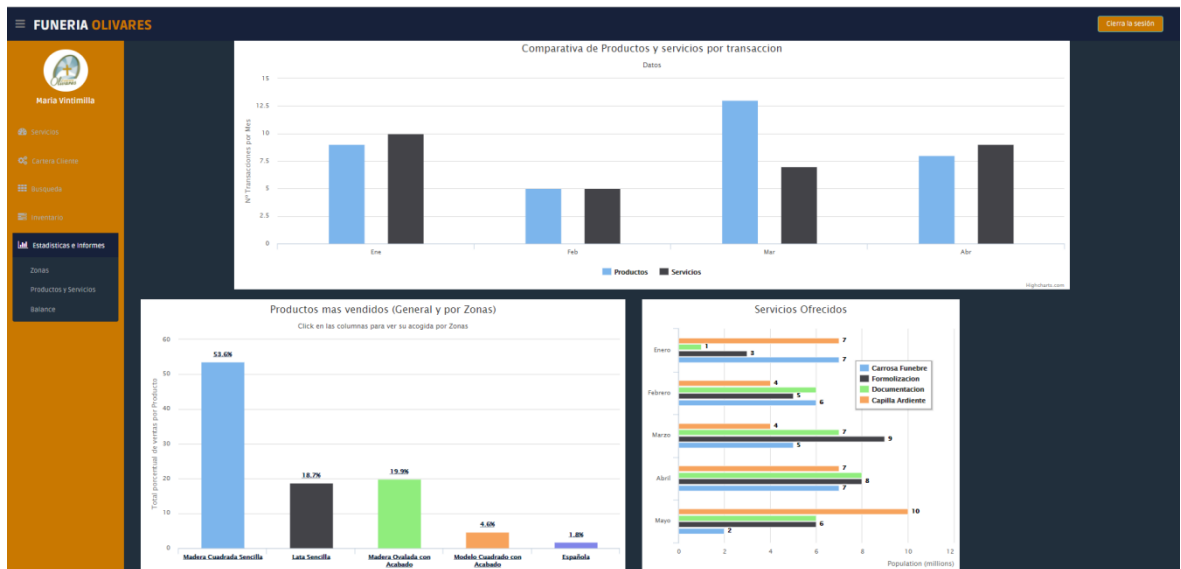 FUNERIA OLIVARES
Cierra la sesión
Olivares
Maria Vintimilla
Servicios
Cartera Cliente
Busqueda
Inventario
Estadisticas e Informes
Zonas
Productos y Servicios
Balance
Comparativa de Productos y servicios por transaccion
Datos
Nº Transacciones por Mes
15
12.5
10
7.5
5
2.5
0
Ene
Feb
Mar
Abr
Productos
Servicios
Highcharts.com
Productos mas vendidos (General y por Zonas)
Click en las columnas para ver su acogida por Zonas
Total porcentual de ventas por Producto
60
50
40
30
20
10
0
53.6%
18.7%
19.9%
4.6%
1.8%
Madera Cuadrada Sencilla
Lata Sencilla
Madera Ovalada con
Acabado
Modelo Cuadrado con
Acabado
Española
Servicios Ofrecidos
Enero
7
1
3
7
Febrero
4
5
6
Marzo
4
7
9
5
Abril
7
8
7
Mayo
10
6
2
Carrosa Funebre
Formolizacion
Documentacion
Capilla Ardiente
0
2
4
6
8
10
12
Population (millions)